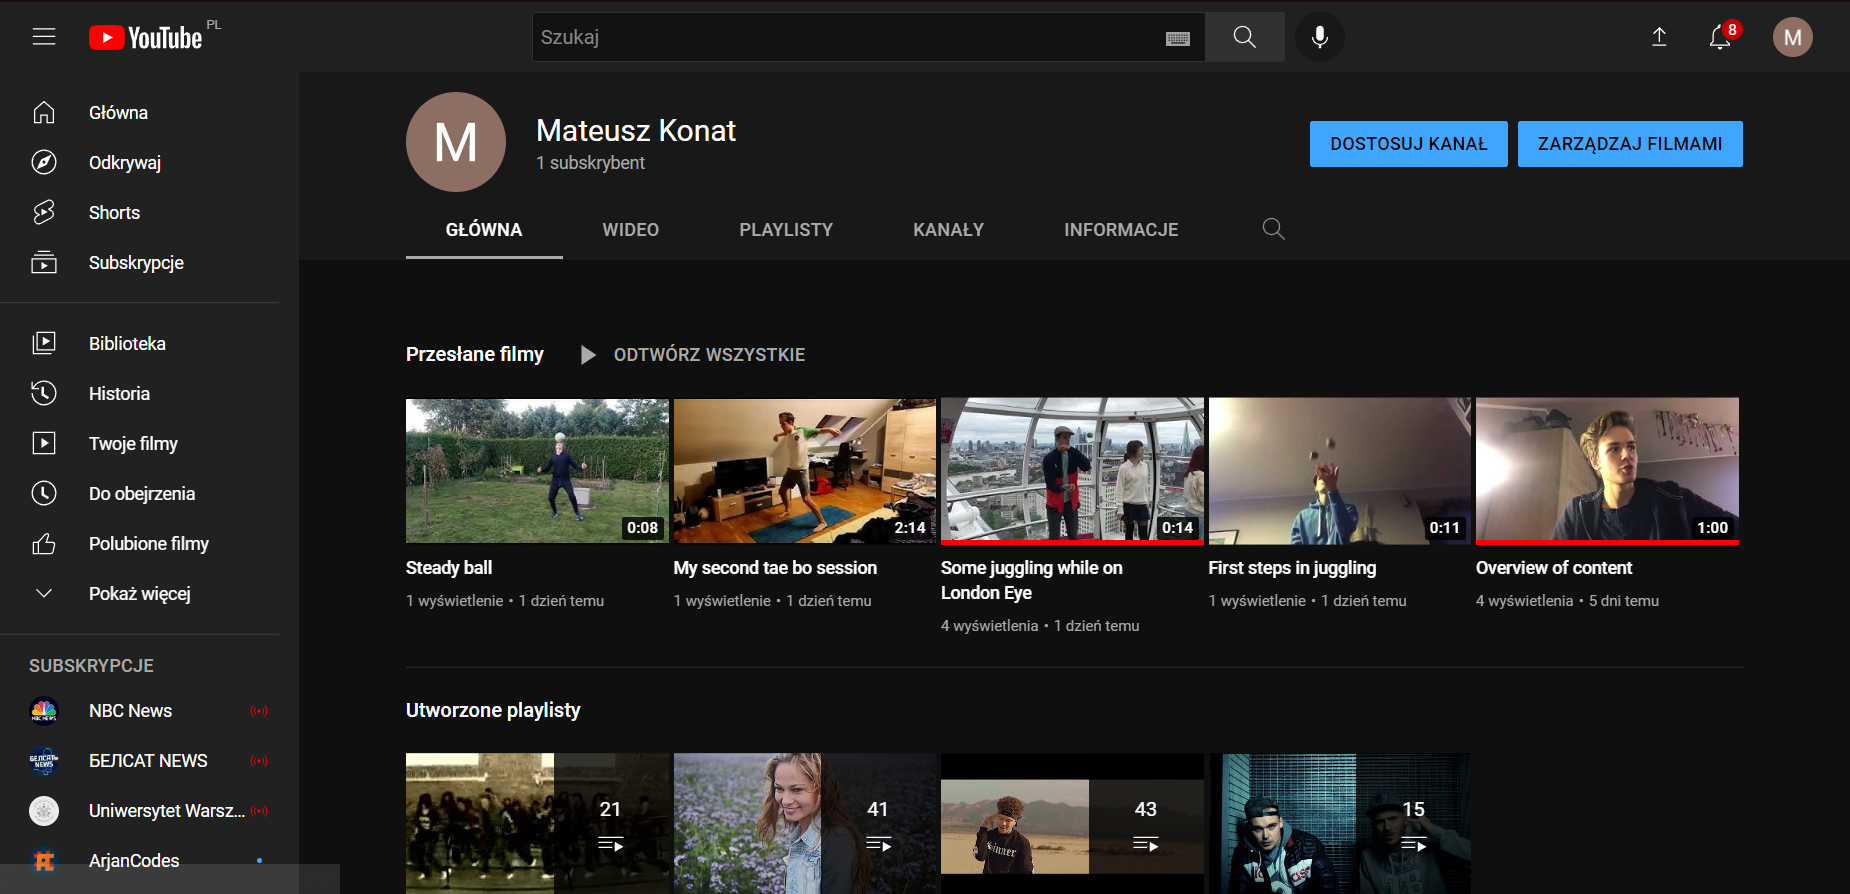 YouTube PL
Szukaj
8
M
Główna
Odkrywaj
Shorts
Subskrypcje
Biblioteka
Historia
Twoje filmy
Do obejrzenia
Polubione filmy
Pokaż więcej
SUBSKRYPCJE
NBC News
БЕЛСАТ NEWS
Uniwersytet Warsz...
ArjanCodes
M
Mateusz Konat
1 subskrybent
DOSTOSUJ KANAŁ
ZARZĄDZAJ FILMAMI
GŁÓWNA WIDEO PLAYLISTY KANAŁY INFORMACJE
Przesłane filmy ODTWÓRZ WSZYSTKIE
0:08
Steady ball
1 wyświetlenie • 1 dzień temu
2:14
My second tae bo session
1 wyświetlenie • 1 dzień temu
0:14
Some juggling while on
London Eye
4 wyświetlenia • 1 dzień temu
0:11
First steps in juggling
1 wyświetlenie • 1 dzień temu
1:00
Overview of content
4 wyświetlenia • 5 dni temu
Utworzone playlisty
21
41
43
15